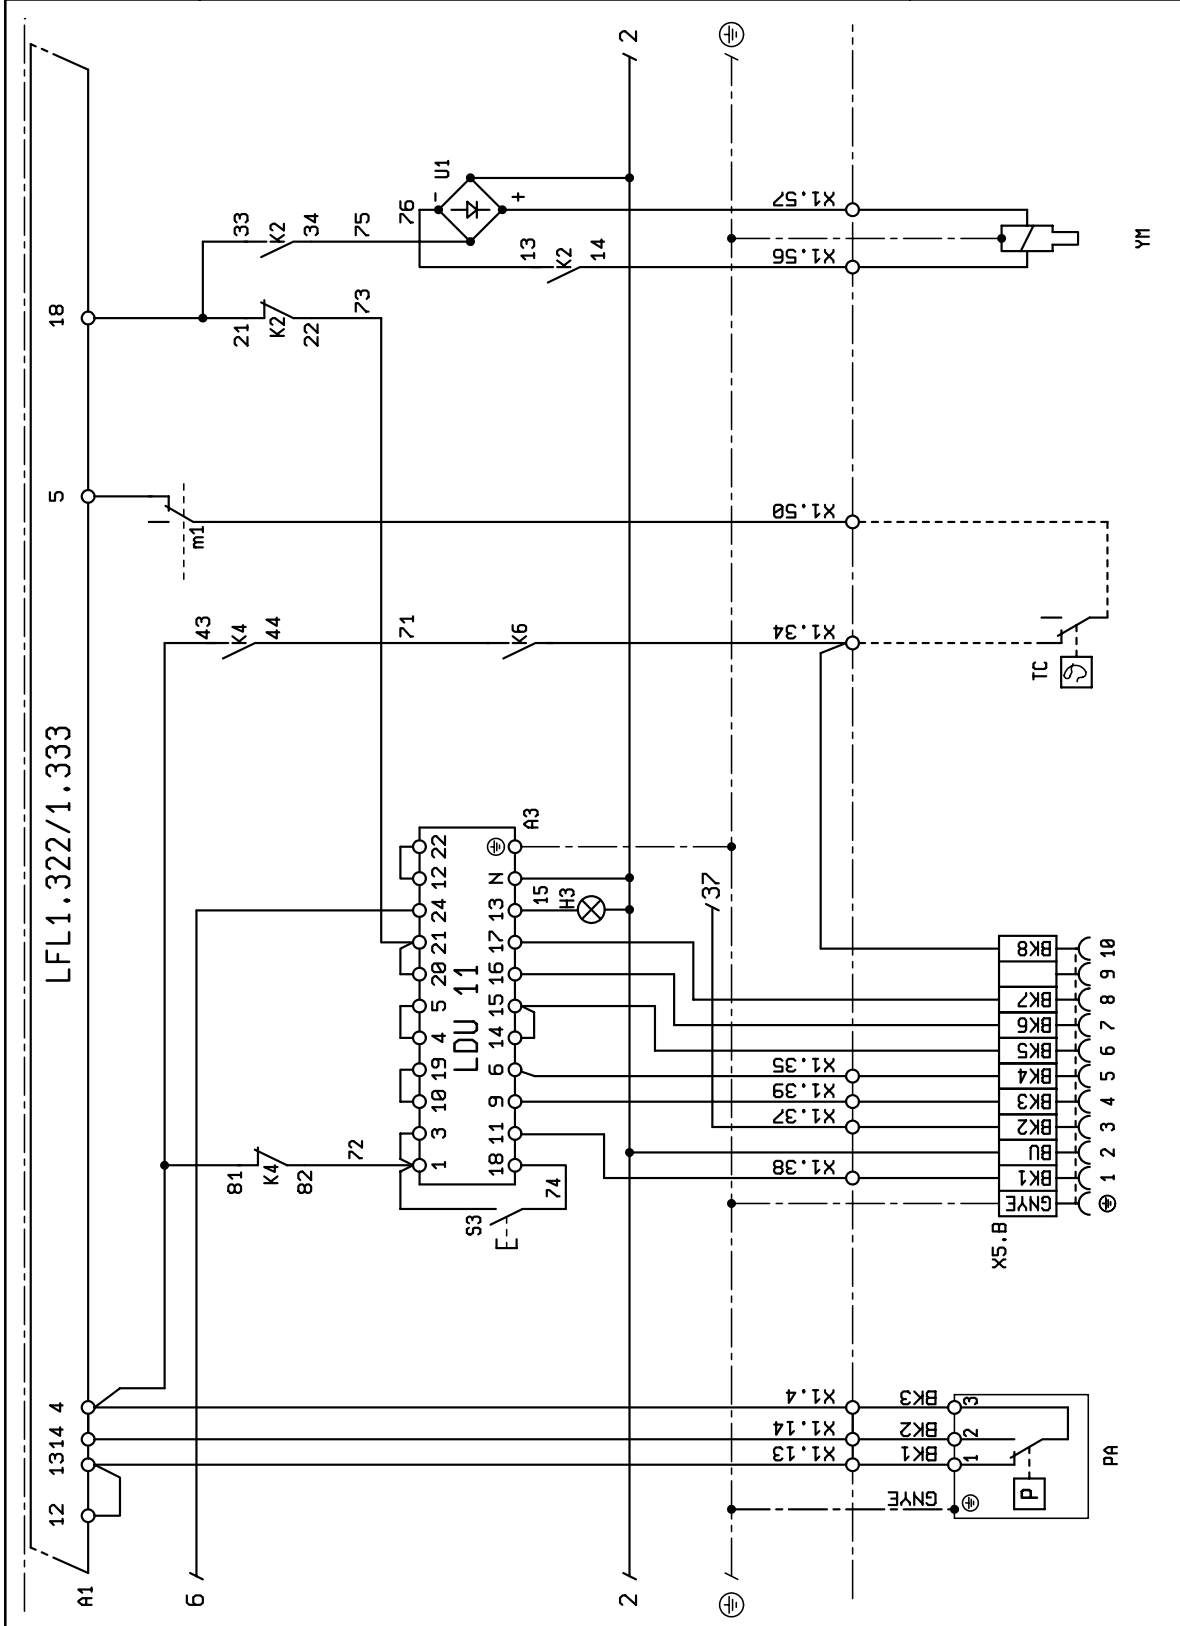 LFL1.322/1.333
A1
12
13
14
4
5
18
6
2
2
81
K4
82
72
43
K4
44
71
K6
m1
21
K2
22
73
33
K2
34
75
76
U1
-
+
13
K2
14
S3
74
LDU 11
A3
1
3
10
19
4
5
20
21
24
12
22
18
11
9
6
14
15
16
17
13
N
15
H3
/37
X1.4
X1.14
X1.13
X1.38
X1.37
X1.39
X1.35
X1.34
X1.50
X1.56
X1.57
GNYE
BK1
BK2
BK3
1
2
3
P
PA
X5.B
GNYE
BK1
BU
BK2
BK3
BK4
BK5
BK6
BK7
BK8
1
2
3
4
5
6
7
8
9
10
TC
YM